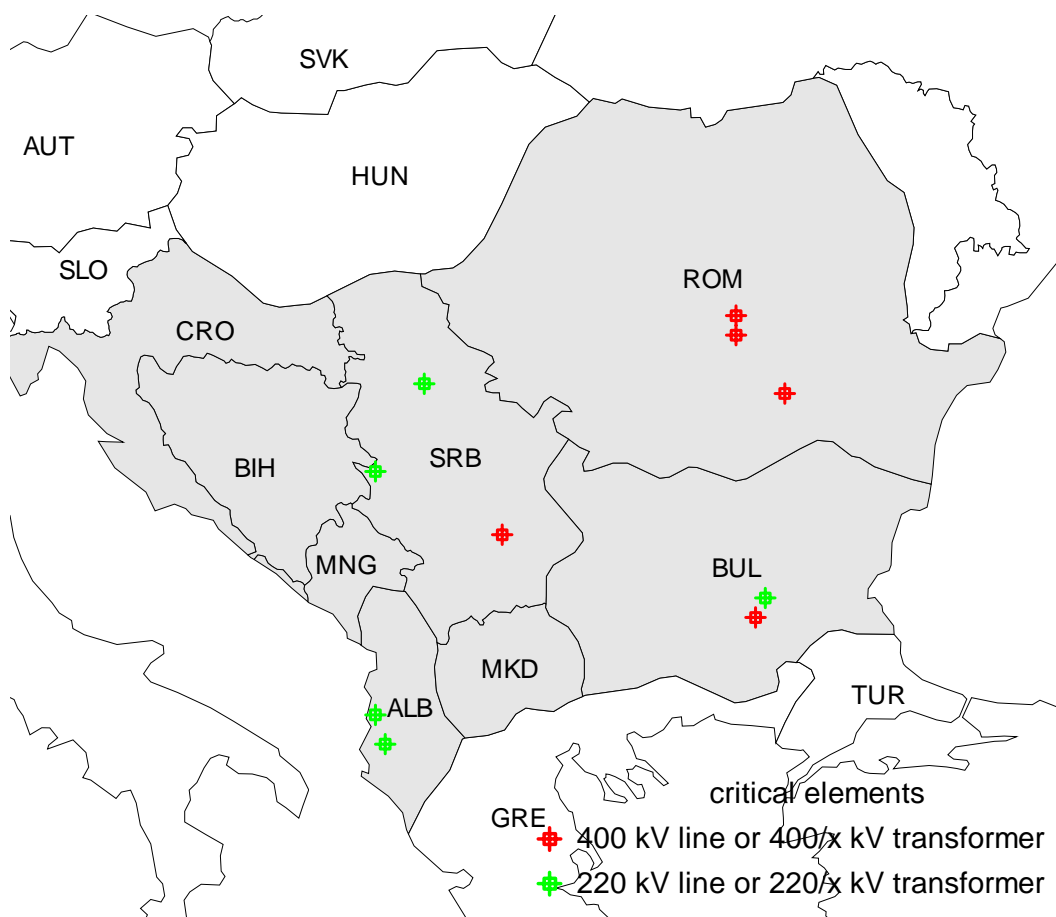 SVK
AUT
HUN
SLO
ROM
CRO
SRB
BIH
MNG
BUL
MKD
TUR
ALB
critical elements
GRE
400 kV line or 400/x kV transformer
220 kV line or 220/x kV transformer